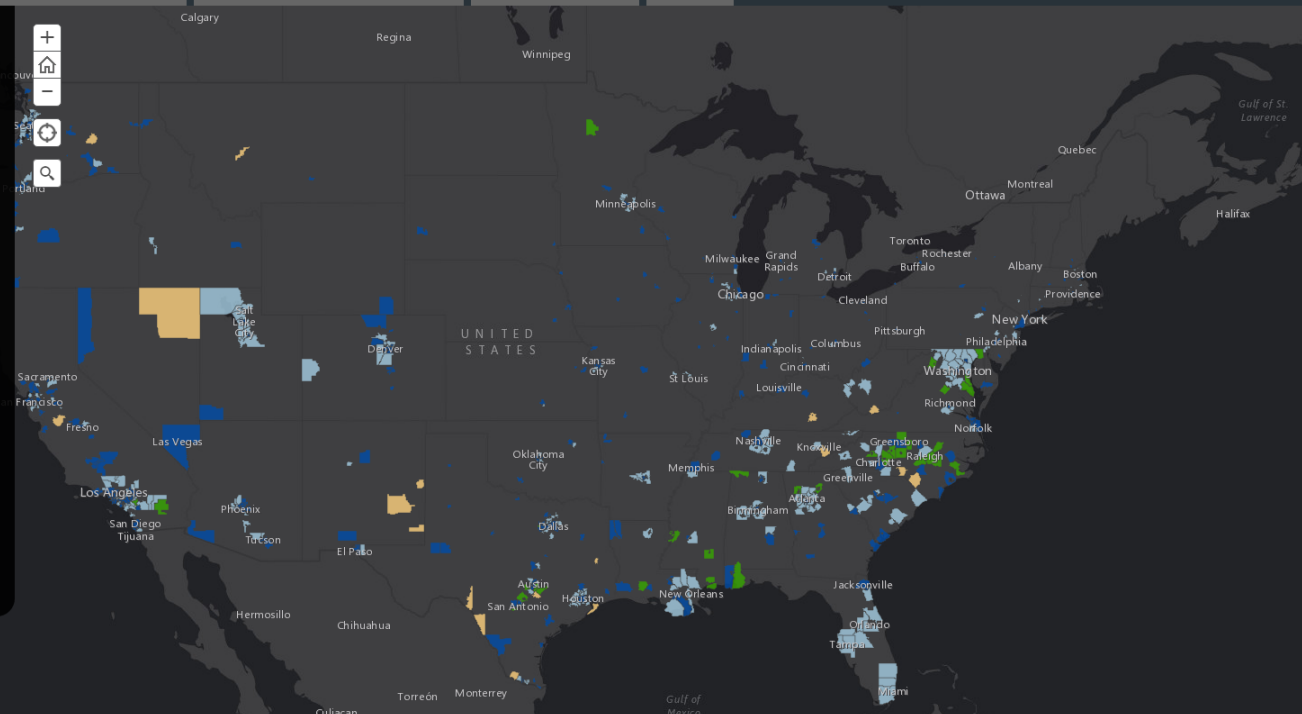 Calgary
Regina
Winnipeg
Gulf of St.
Lawrence
Quebec
Montreal
Ottawa
Halifax
Portland
Minneapolis
Toronto
Rochester
Buffalo
Milwaukee
Grand
Rapids
Albany
Boston
Detroit
Chicago
Cleveland
Providence
Salt
Lake
City
New York
UNITED
STATES
Pittsburgh
Philadelphia
Denver
Indianapolis
Columbus
Kansas
City
St Louis
Cincinnati
Washington
Sacramento
Louisville
Francisco
Richmond
Fresno
Norfolk
Las Vegas
Nashville
Knoxville
Greensboro
Oklahoma
City
Memphis
Charlotte
Raleigh
Greenville
Los Angeles
Phoenix
Atlanta
Birmingham
San Diego
Tijuana
Tucson
Dallas
El Paso
Austin
Jacksonville
San Antonio
Houston
New Orleans
Hermosillo
Chihuahua
Orlando
Tampa
Torreón
Monterrey
Miami
Gulf of
Mexico
Culiacan